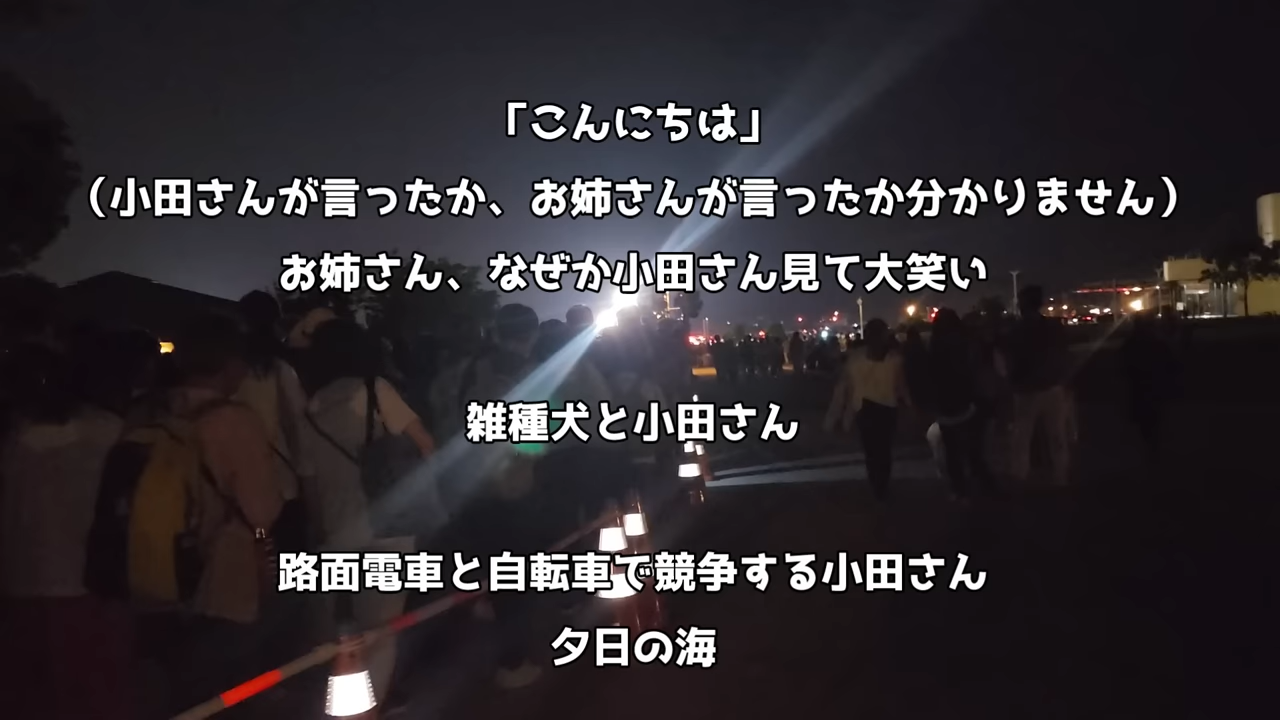 「こんにちは」
（小田さんが言ったか、お姉さんが言ったか分かりません）
お姉さん、なぜか小田さん見て大笑い
雑種犬と小田さん
路面電車と自転車で競争する小田さん
夕日の海